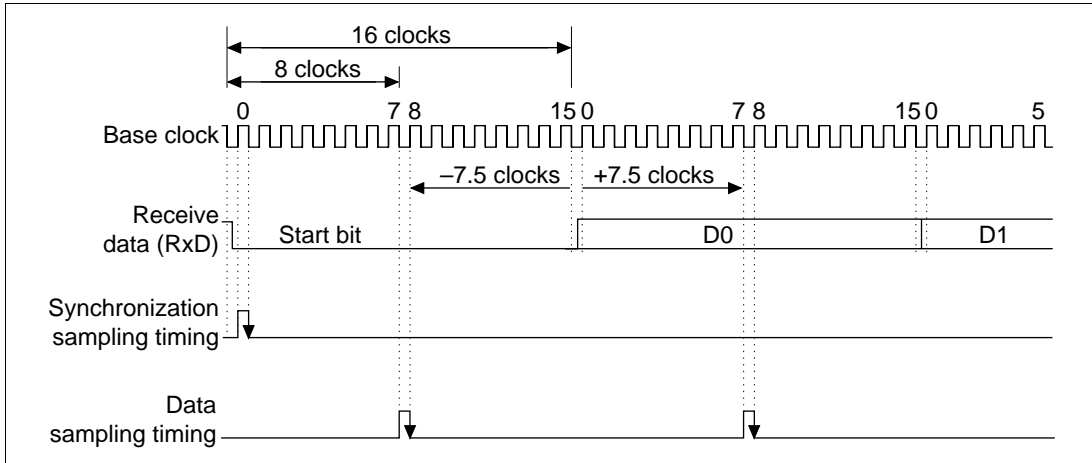 16 clocks
8 clocks
0 7 8 15 0 7 8 15 0 5
Base clock
–7.5 clocks +7.5 clocks
Receive
data (RxD)
Start bit D0 D1
Synchronization
sampling timing
Data
sampling timing